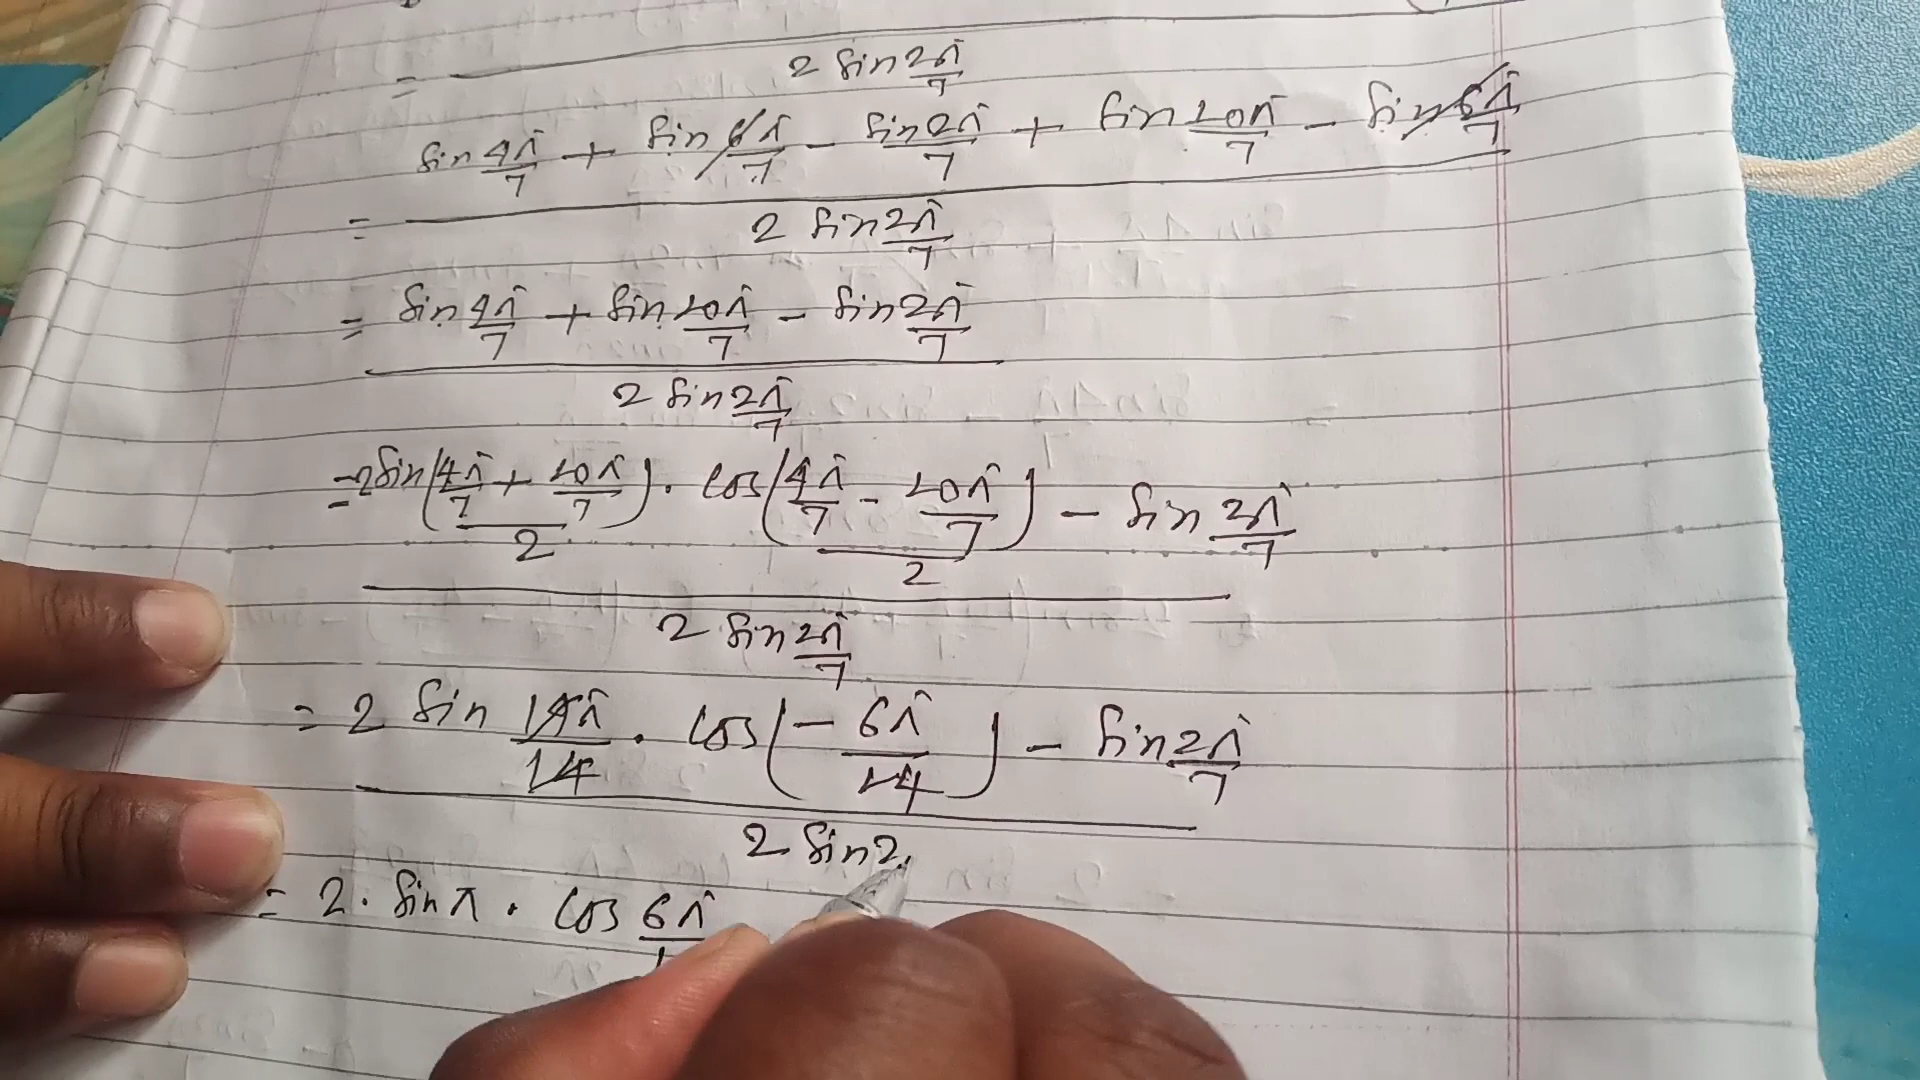 = 2 sin 2π/7
= (sin 4π/7 + sin 6π/7 - sin 2π/7 + sin 10π/7 - sin 6π/7) / (2 sin 2π/7)
= (sin 4π/7 + sin 10π/7 - sin 2π/7) / (2 sin 2π/7)
= (2 sin((4π/7 + 10π/7)/2) . cos((4π/7 - 10π/7)/2) - sin 2π/7) / (2 sin 2π/7)
= (2 sin 14π/14 . cos(-6π/14) - sin 2π/7) / (2 sin 2
= 2 . sin π . cos 6π